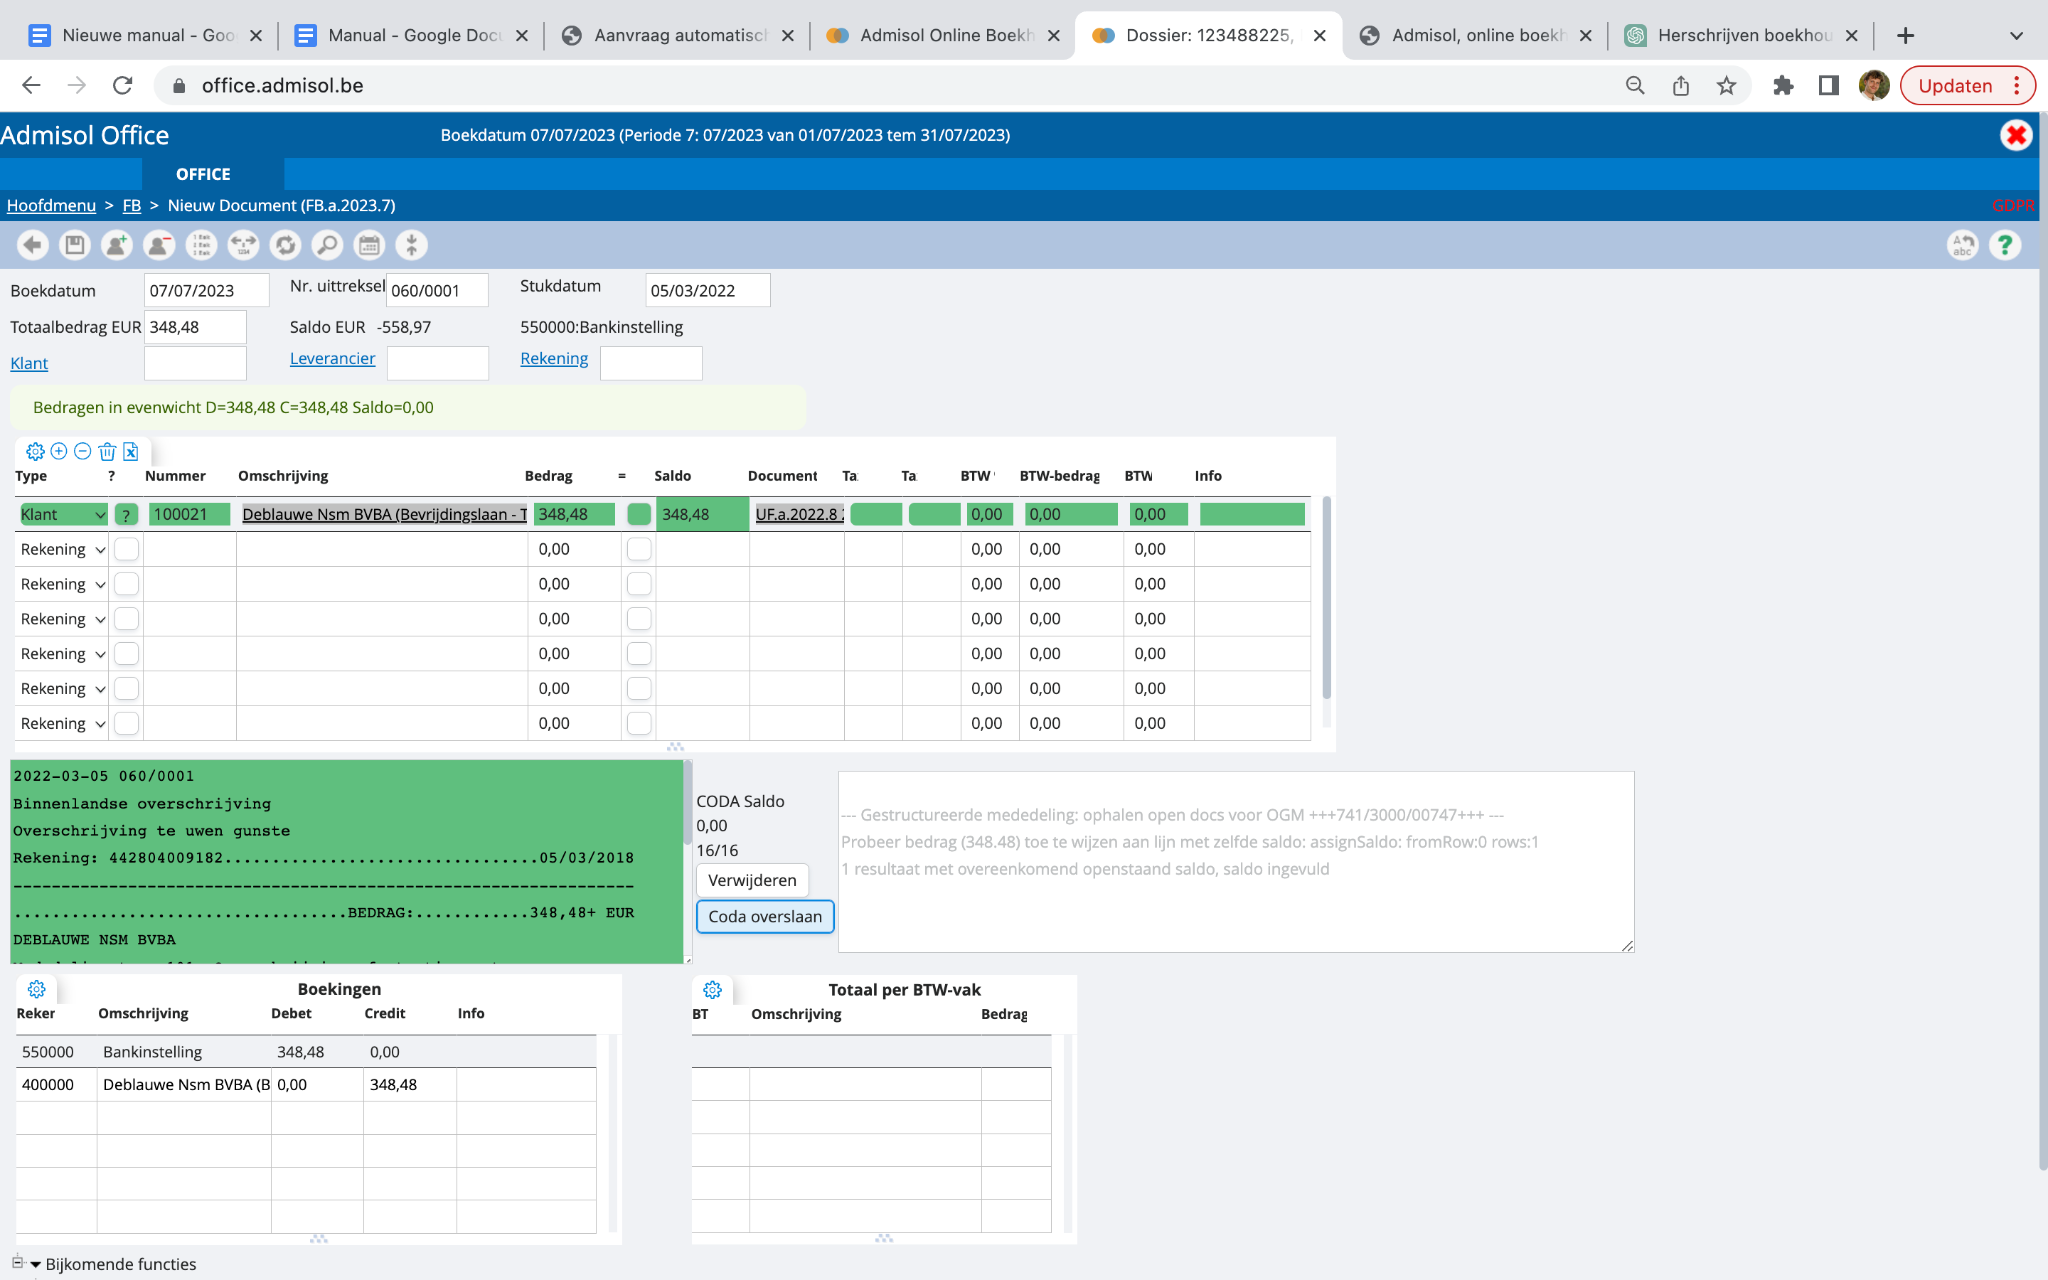 Nieuwe manual - Goo
Manual - Google Docu
Aanvraag automatisch
Admisol Online Boekh
Dossier: 123488225,
Admisol, online boekh
Herschrijven boekhou
office.admisol.be
Updaten
Admisol Office
Boekdatum 07/07/2023 (Periode 7: 07/2023 van 01/07/2023 tem 31/07/2023)
OFFICE
Hoofdmenu > FB > Nieuw Document (FB.a.2023.7)
GDPR
Boekdatum 07/07/2023 Nr. uittreksel 060/0001 Stukdatum 05/03/2022
Totaalbedrag EUR 348,48 Saldo EUR -558,97 550000:Bankinstelling
Klant Leverancier Rekening
Bedragen in evenwicht D=348,48 C=348,48 Saldo=0,00
Type ? Nummer Omschrijving Bedrag = Saldo Document Ta Ta BTW BTW-bedrag BTW Info
Klant ? 100021 Deblauwe Nsm BVBA (Bevrijdingslaan - T 348,48 348,48 UF.a.2022.8 0,00 0,00 0,00
Rekening 0,00 0,00 0,00 0,00
Rekening 0,00 0,00 0,00 0,00
Rekening 0,00 0,00 0,00 0,00
Rekening 0,00 0,00 0,00 0,00
Rekening 0,00 0,00 0,00 0,00
Rekening 0,00 0,00 0,00 0,00
2022-03-05 060/0001
Binnenlandse overschrijving
Overschrijving te uwen gunste
Rekening: 442804009182.................................05/03/2018
-----------------------------------------------------------------
...................................BEDRAG:............348,48+ EUR
DEBLAUWE NSM BVBA
CODA Saldo
0,00
16/16
Verwijderen
Coda overslaan
--- Gestructureerde mededeling: ophalen open docs voor OGM +++741/3000/00747+++ ---
Probeer bedrag (348.48) toe te wijzen aan lijn met zelfde saldo: assignSaldo: fromRow:0 rows:1
1 resultaat met overeenkomend openstaand saldo, saldo ingevuld
Boekingen
Reker Omschrijving Debet Credit Info
550000 Bankinstelling 348,48 0,00
400000 Deblauwe Nsm BVBA (B 0,00 348,48
Totaal per BTW-vak
BT Omschrijving Bedrag
Bijkomende functies